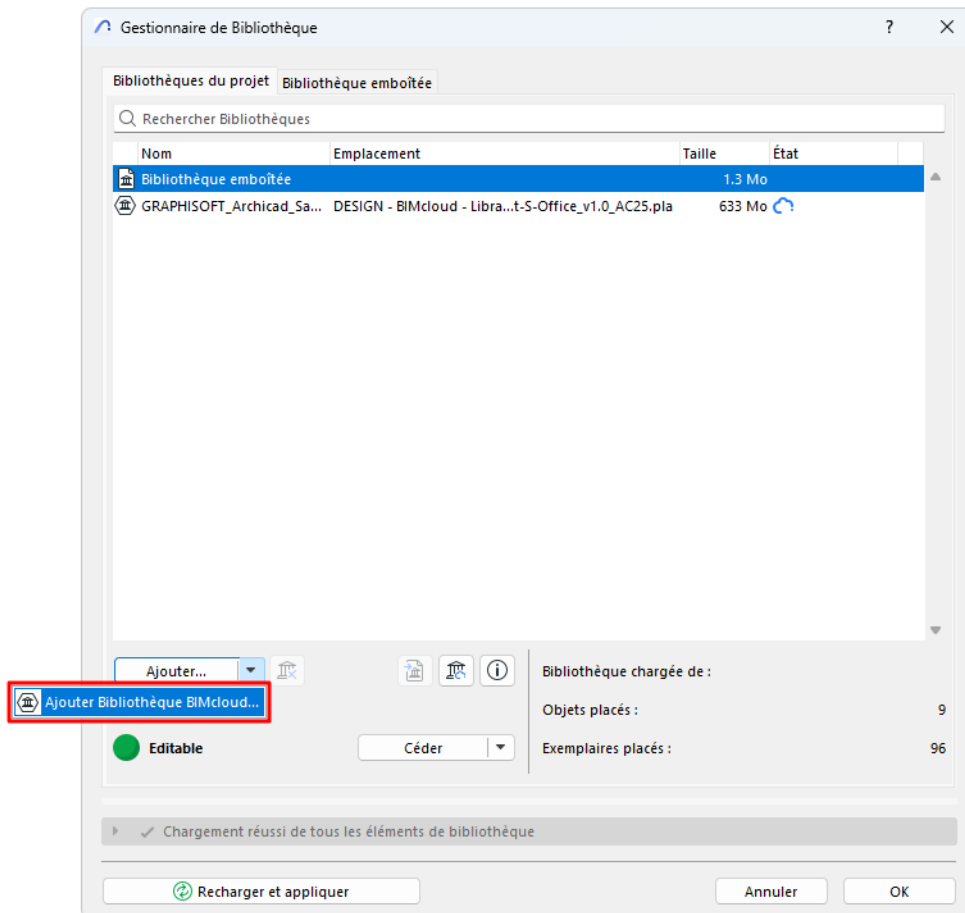 Gestionnaire de Bibliothèque ?
Bibliothèques du projet Bibliothèque emboîtée
Rechercher Bibliothèques
Nom Emplacement Taille État
Bibliothèque emboîtée 1.3 Mo
GRAPHISOFT_Archicad_Sa... DESIGN - BIMcloud - Libra...t-S-Office_v1.0_AC25.pla 633 Mo
Ajouter... Bibliothèque chargée de :
Ajouter Bibliothèque BIMcloud...
Objets placés : 9
Editable Céder Exemplaires placés : 96
Chargement réussi de tous les éléments de bibliothèque
Recharger et appliquer Annuler OK